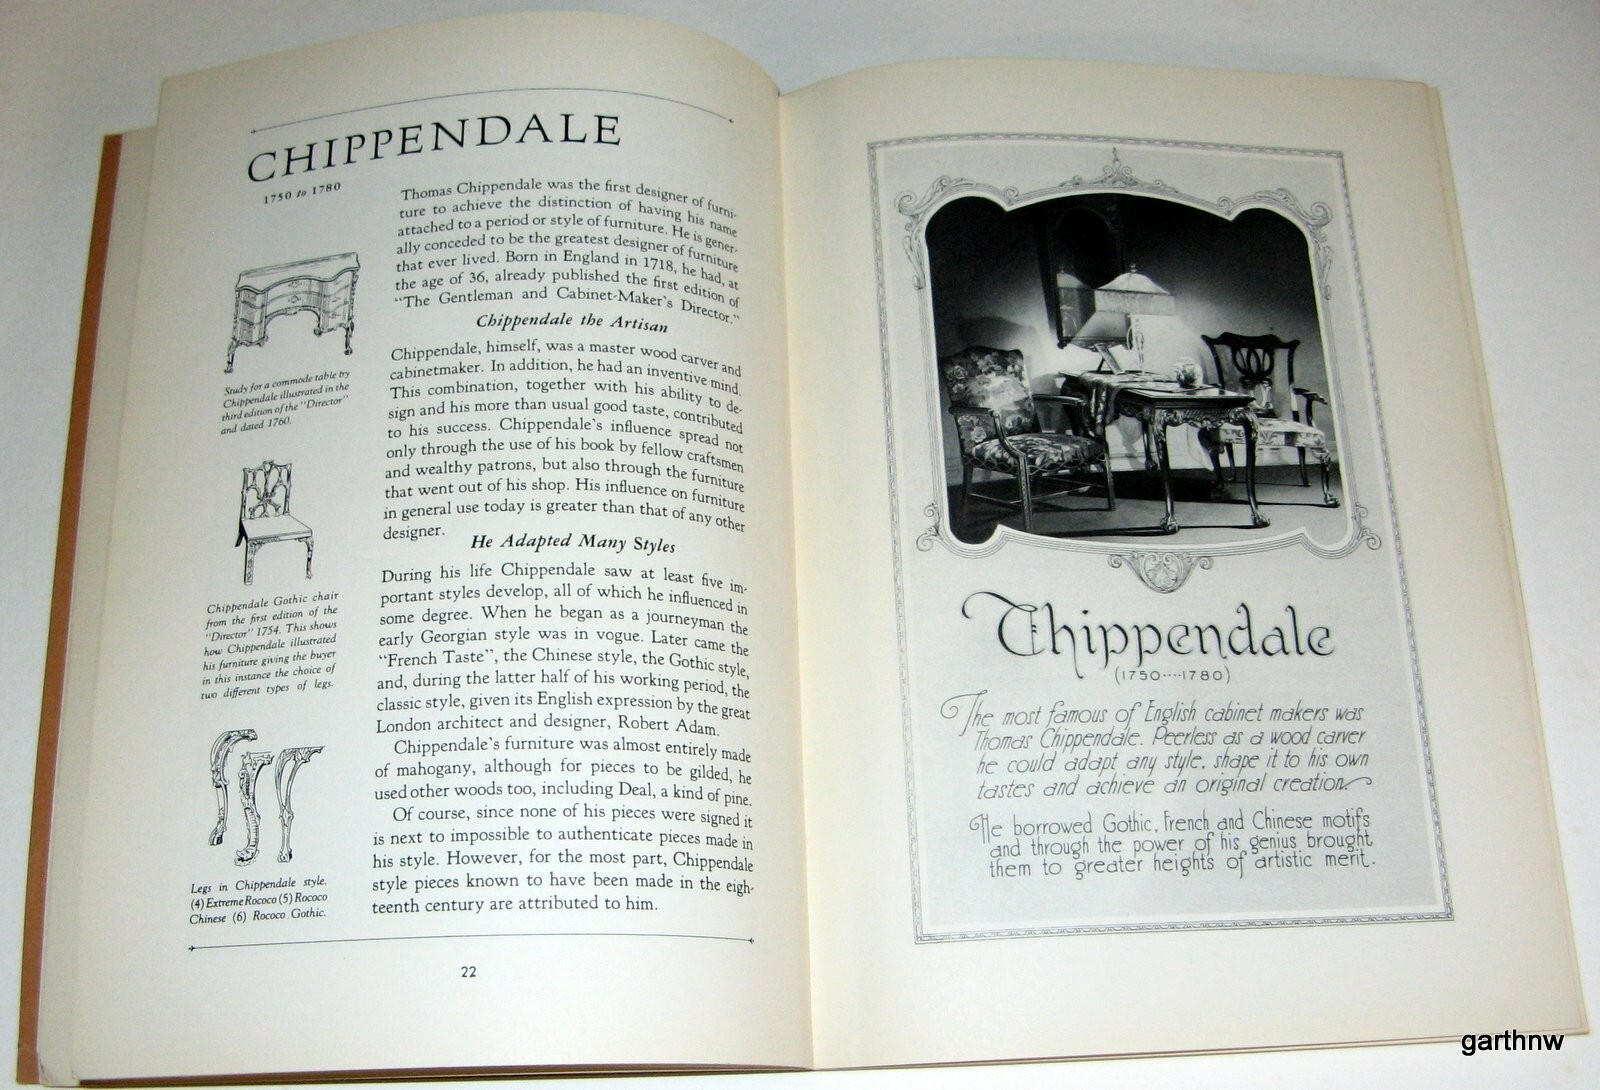 CHIPPENDALE
1750 to 1780
Study for a commode table by
Chippendale illustrated in the
third edition of the "Director"
and dated 1760.
Chippendale Gothic chair
from the first edition of the
"Director" 1754. This shows
how Chippendale illustrated
his furniture giving the buyer
in this instance the choice of
two different types of legs.
Legs in Chippendale style.
(4) Extreme Rococo (5) Rococo
Chinese (6) Rococo Gothic.
Thomas Chippendale was the first designer of furni-
ture to achieve the distinction of having his name
attached to a period or style of furniture. He is gener-
ally conceded to be the greatest designer of furniture
that ever lived. Born in England in 1718, he had, at
the age of 36, already published the first edition of
"The Gentleman and Cabinet-Maker's Director."
Chippendale the Artisan
Chippendale, himself, was a master wood carver and
cabinetmaker. In addition, he had an inventive mind.
This combination, together with his ability to de-
sign and his more than usual good taste, contributed
to his success. Chippendale's influence spread not
only through the use of his book by fellow craftsmen
and wealthy patrons, but also through the furniture
that went out of his shop. His influence on furniture
in general use today is greater than that of any other
designer.
He Adapted Many Styles
During his life Chippendale saw at least five im-
portant styles develop, all of which he influenced in
some degree. When he began as a journeyman the
early Georgian style was in vogue. Later came the
"French Taste", the Chinese style, the Gothic style,
and, during the latter half of his working period, the
classic style, given its English expression by the great
London architect and designer, Robert Adam.
Chippendale's furniture was almost entirely made
of mahogany, although for pieces to be gilded, he
used other woods too, including Deal, a kind of pine.
Of course, since none of his pieces were signed it
is next to impossible to authenticate pieces made in
his style. However, for the most part, Chippendale
style pieces known to have been made in the eigh-
teenth century are attributed to him.
22
Chippendale
(1750····1780)
The most famous of English cabinet makers was
Thomas Chippendale. Peerless as a wood carver
he could adapt any style, shape it to his own
tastes and achieve an original creation.
He borrowed Gothic, French and Chinese motifs
and through the power of his genius brought
them to greater heights of artistic merit.
garthnw